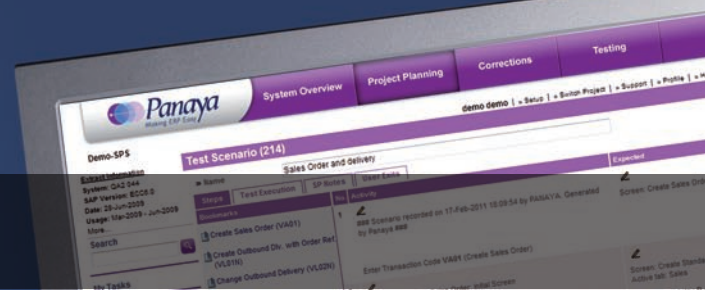 Panaya
Making ERP Easy
System Overview
Project Planning
Corrections
Testing
demo demo | » Setup | » Switch Project | » Support | » Profile | » H
Demo-SPS
Test Scenario (214)
Extract information
System: QA2 044
SAP Version: ECC6.0
Date: 28-Jun-2009
Usage: Mar-2009 - Jun-2009
More...
» Name
Sales Order and delivery
Steps
Test Execution
SP Notes
User Exits
Bookmarks
No
Activity
Expected
Search
My Tasks
Create Sales Order (VA01)
Create Outbound Dlv. with Order Ref
(VL01N)
Change Outbound Delivery (VL02N)
1
### Scenario recorded on 17-Feb-2011 10:09:54 by PANAYA. Generated
by Panaya ###
Enter Transaction Code VA01 (Create Sales Order)
Order: Initial Screen
Screen: Create Sales Ord
Screen: Create Standa
Active tab: Sales